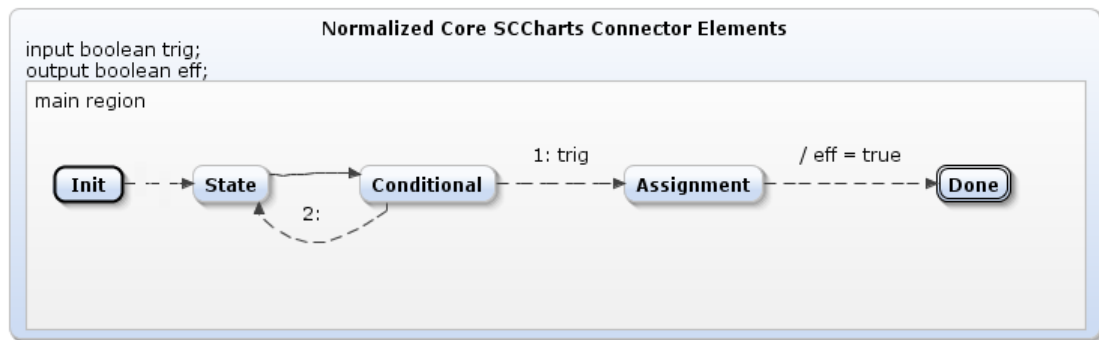 Normalized Core SCCharts Connector Elements
input boolean trig;
output boolean eff;
main region
1: trig
/ eff = true
Init
State
Conditional
Assignment
Done
2: